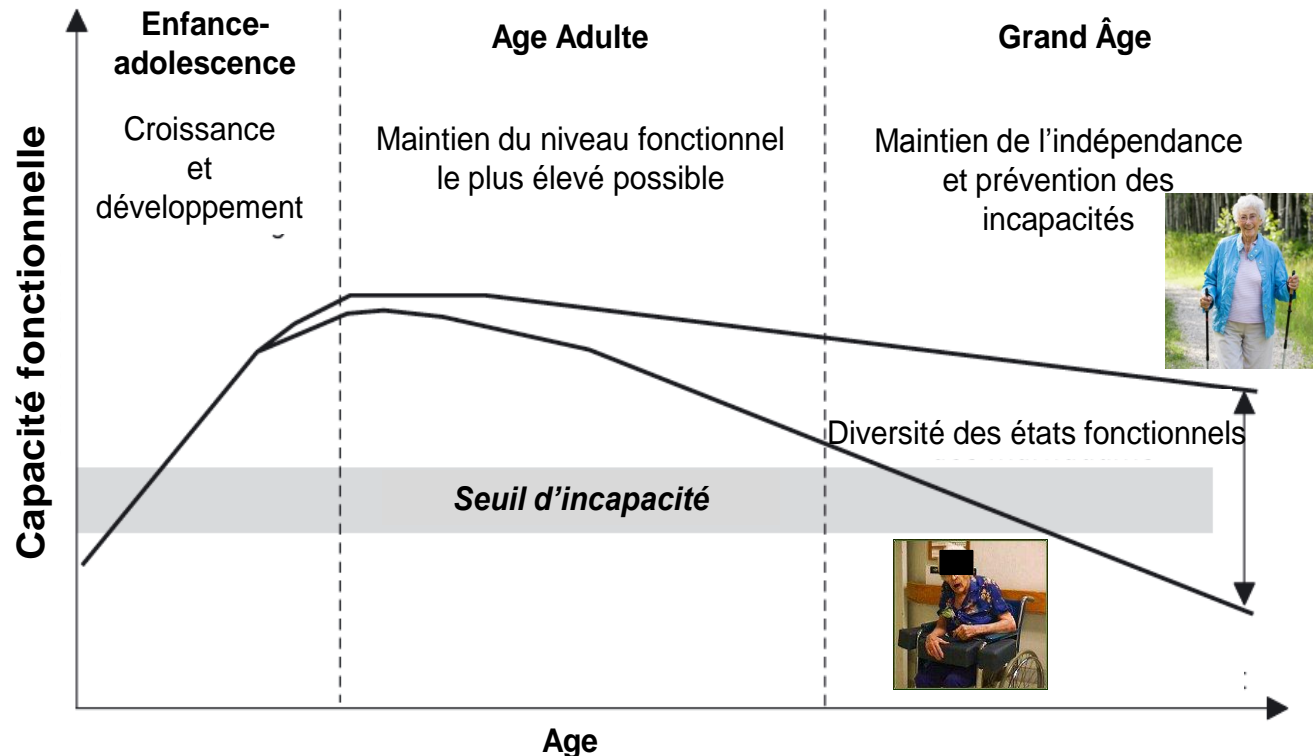 Enfance-
adolescence
Age Adulte
Grand Âge
Croissance
et
développement
Maintien du niveau fonctionnel
le plus élevé possible
Maintien de l’indépendance
et prévention des
incapacités
Capacité fonctionnelle
Diversité des états fonctionnels
Seuil d’incapacité
Age